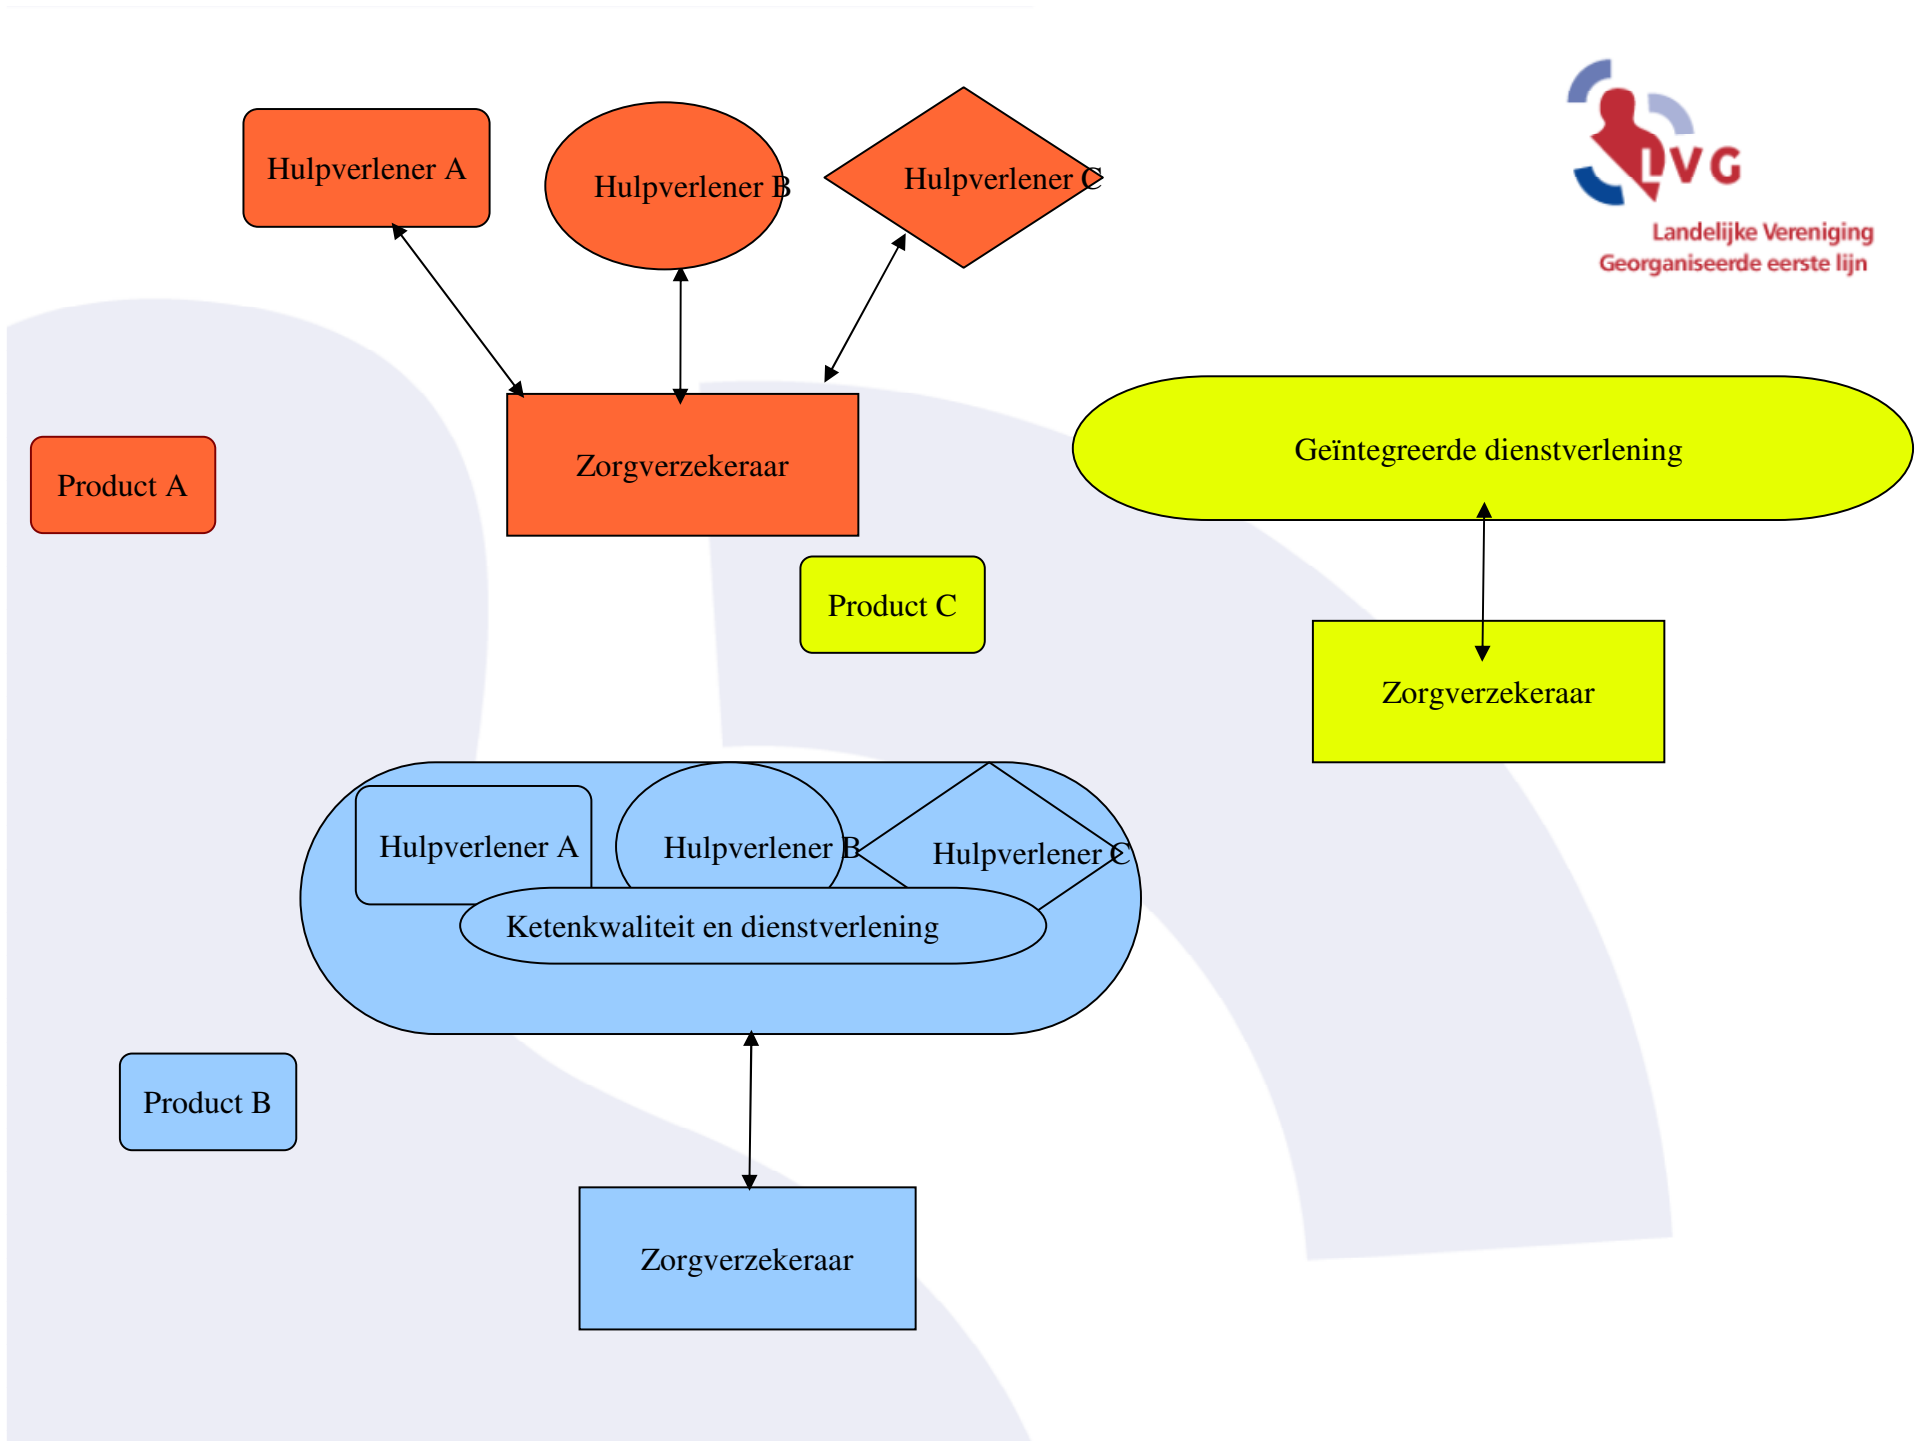 Hulpverlener A
Hulpverlener B
Hulpverlener C
LVG
Landelijke Vereniging
Georganiseerde eerste lijn
Product A
Zorgverzekeraar
Geïntegreerde dienstverlening
Product C
Zorgverzekeraar
Hulpverlener A
Hulpverlener B
Hulpverlener C
Ketenkwaliteit en dienstverlening
Product B
Zorgverzekeraar